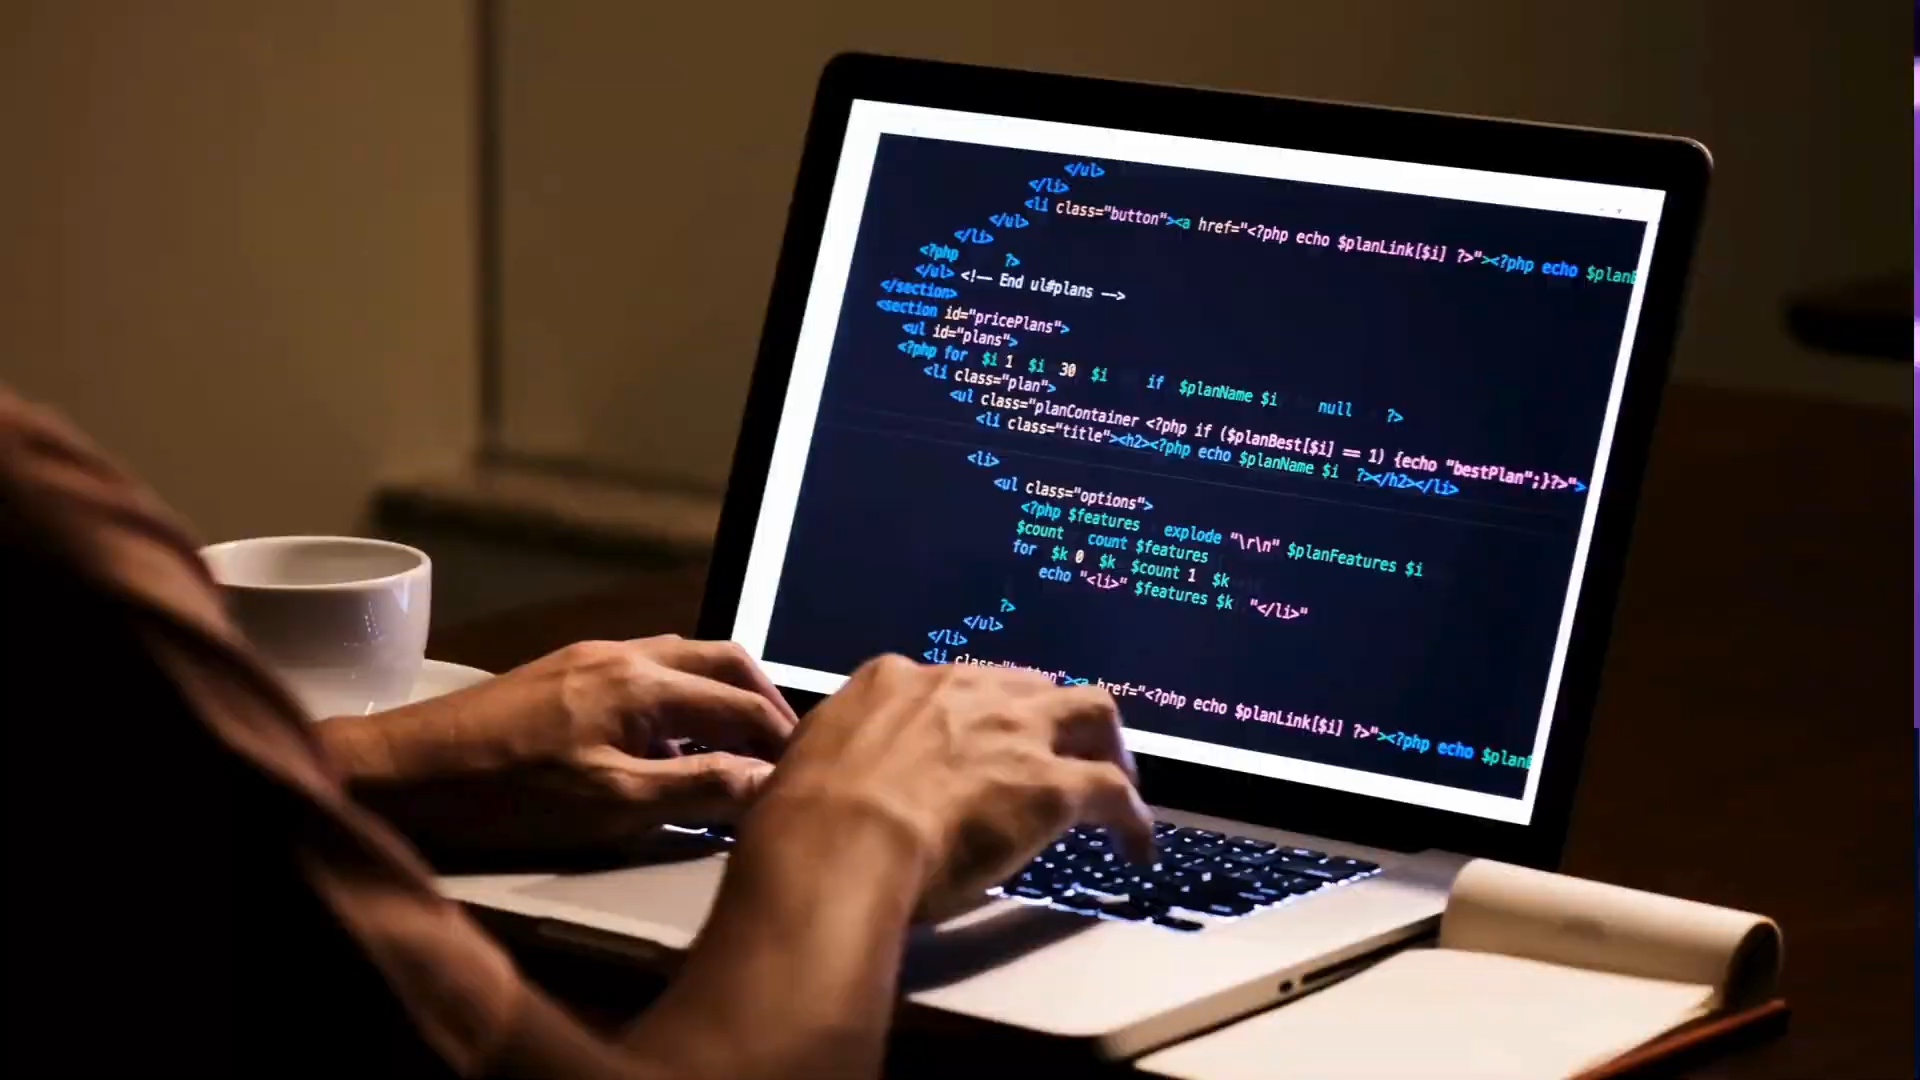 </ul>
</li>
<li class="button"><a href="<?php echo $planLink[$i] ?>"><?php echo
</ul>
</li>
<?php ?>
</ul> <!-- End ul#plans -->
</section>
<section id="pricePlans">
<ul id="plans">
<?php for $i 1 $i 30 $i if $planName $i null ?>
<li class="plan">
<ul class="planContainer <?php if ($planBest[$i] == 1) {echo "bestPlan";}?>">
<li class="title"><h2><?php echo $planName $i ?></h2></li>
<li>
<ul class="options">
<?php $features explode "\r\n" $planFeatures $i
$count count $features
for $k 0 $k $count 1 $k
echo "<li>" $features $k "</li>"
?>
</ul>
</li>
<li class="button"><a href="<?php echo $planLink[$i] ?>"><?php echo